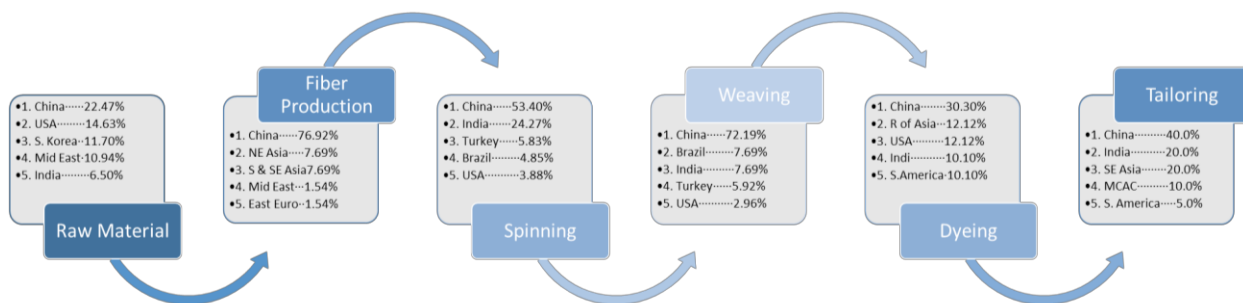 •1. China······22.47%
•2. USA·······14.63%
•3. S. Korea···11.70%
•4. Mid East·10.94%
•5. India·······6.50%
Raw Material
Fiber
Production
•1. China······76.92%
•2. NE Asia······7.69%
•3. S & SE Asia7.69%
•4. Mid East···1.54%
•5. East Euro··1.54%
•1. China······53.40%
•2. India·······24.27%
•3. Turkey······5.83%
•4. Brazil·······4.85%
•5. USA·········3.88%
Spinning
Weaving
•1. China·······72.19%
•2. Brazil········7.69%
•3. India········7.69%
•4. Turkey······5.92%
•5. USA·········2.96%
•1. China······30.30%
•2. R of Asia···12.12%
•3. USA········12.12%
•4. Indi········10.10%
•5. S.America·10.10%
Dyeing
Tailoring
•1. China·······40.0%
•2. India·······20.0%
•3. SE Asia·····20.0%
•4. MCAC······10.0%
•5. S. America·····5.0%